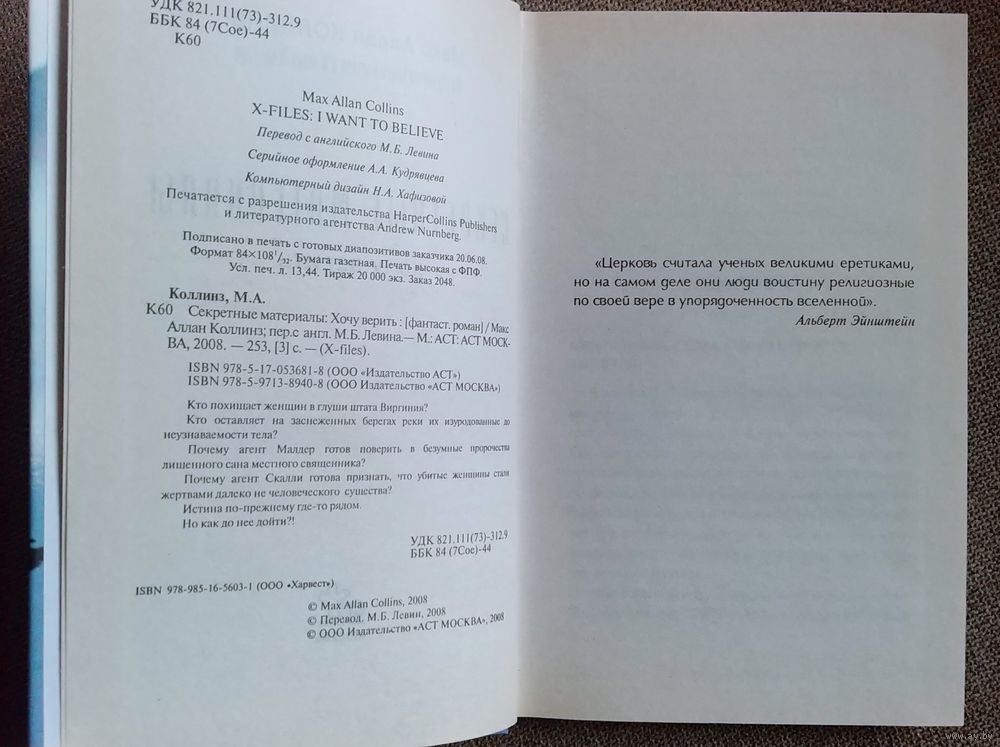 УДК 821.111(73)-312.9
ББК 84 (7Сое)-44
К60
Max Allan Collins
X-FILES: I WANT TO BELIEVE
Перевод с английского М.Б. Левина
Серийное оформление А.А. Кудрявцева
Компьютерный дизайн Н.А. Хафизовой
Печатается с разрешения издательства HarperCollins Publishers
и литературного агентства Andrew Nurnberg.
Подписано в печать с готовых диапозитивов заказчика 20.06.08.
Формат 84×108¹/₃₂. Бумага газетная. Печать высокая с ФПФ.
Усл. печ. л. 13,44. Тираж 20 000 экз. Заказ 2048.
Коллинз, М.А.
К60 Секретные материалы: Хочу верить : [фантаст. роман] / Макс
Аллан Коллинз; пер.с англ. М.Б. Левина.— М.: АСТ: АСТ МОСК-
ВА, 2008. — 253, [3] с. — (X-files).
ISBN 978-5-17-053681-8 (ООО «Издательство АСТ»)
ISBN 978-5-9713-8940-8 (ООО Издательство «АСТ МОСКВА»)
Кто похищает женщин в глуши штата Виргиния?
Кто оставляет на заснеженных берегах реки их изуродованные до
неузнаваемости тела?
Почему агент Малдер готов поверить в безумные пророчества
лишенного сана местного священника?
Почему агент Скалли готова признать, что убитые женщины стали
жертвами далеко не человеческого существа?
Истина по-прежнему где-то рядом.
Но как до нее дойти?!
УДК 821.111(73)-312.9
ББК 84 (7Сое)-44
ISBN 978-985-16-5603-1 (ООО «Харвест»)
© Max Allan Collins, 2008
© Перевод. М.Б. Левин, 2008
© ООО Издательство «АСТ МОСКВА», 2008
«Церковь считала ученых великими еретиками,
но на самом деле они люди воистину религиозные
по своей вере в упорядоченность вселенной».
Альберт Эйнштейн
www.ay.by